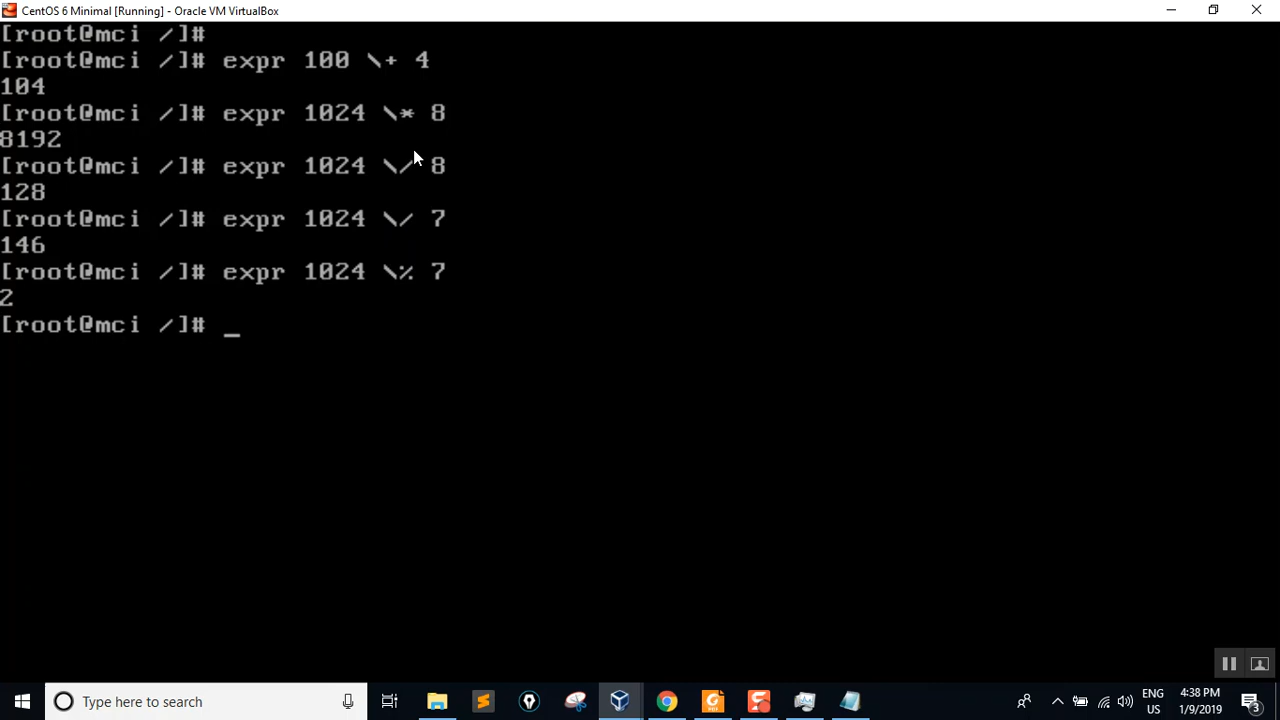 CentOS 6 Minimal [Running] - Oracle VM VirtualBox
[root@mci /]#
[root@mci /]# expr 100 \+ 4
104
[root@mci /]# expr 1024 \* 8
8192
[root@mci /]# expr 1024 \/ 8
128
[root@mci /]# expr 1024 \/ 7
146
[root@mci /]# expr 1024 \% 7
2
[root@mci /]# _
Type here to search
ENG
US
4:38 PM
1/9/2019
3